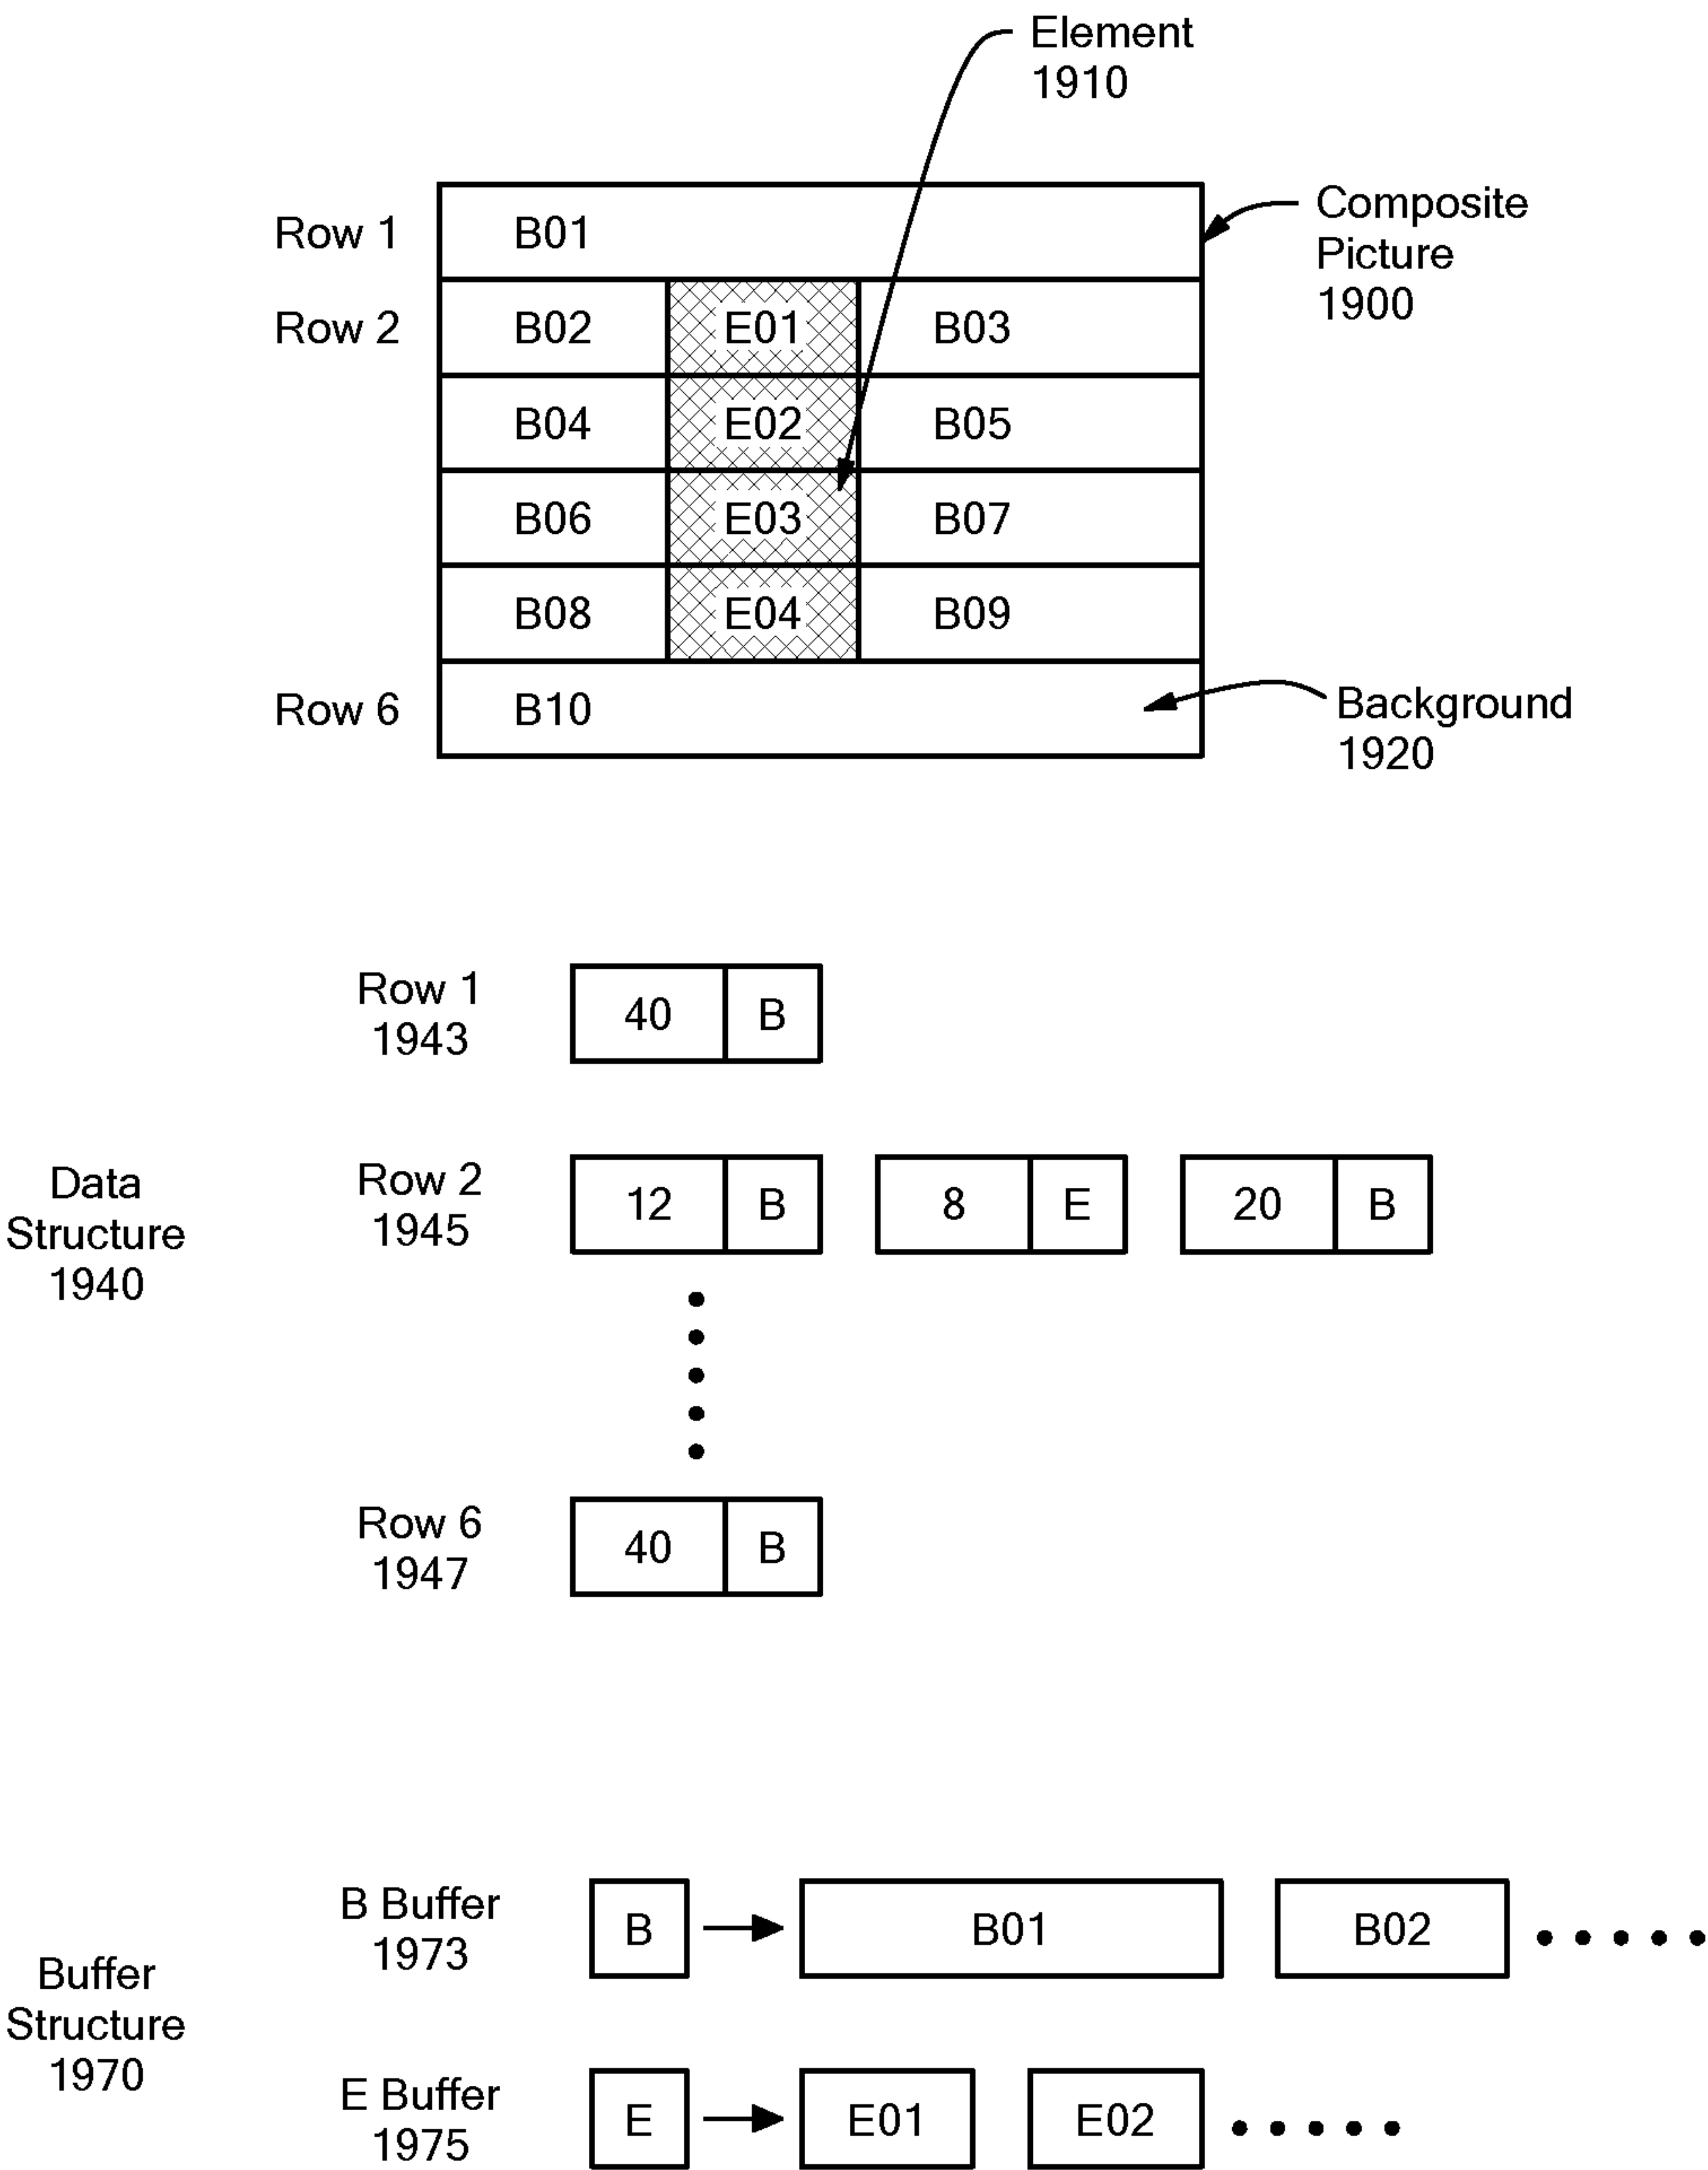 Element
1910
Composite
Picture
1900
Row 1
B01
Row 2
B02 E01 B03
B04 E02 B05
B06 E03 B07
B08 E04 B09
Row 6
B10
Background
1920
Data
Structure
1940
Row 1
1943
40 B
Row 2
1945
12 B 8 E 20 B
Row 6
1947
40 B
Buffer
Structure
1970
B Buffer
1973
B B01 B02
E Buffer
1975
E E01 E02